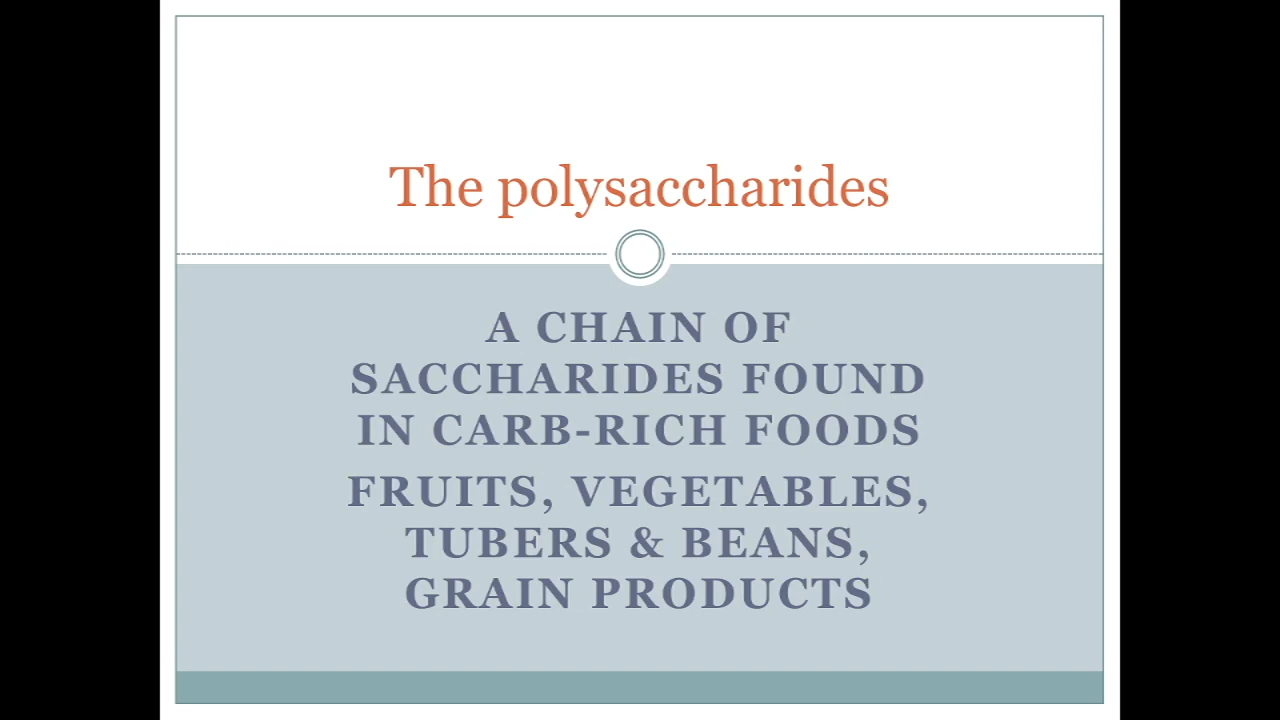 The polysaccharides
A CHAIN OF
SACCHARIDES FOUND
IN CARB-RICH FOODS
FRUITS, VEGETABLES,
TUBERS & BEANS,
GRAIN PRODUCTS